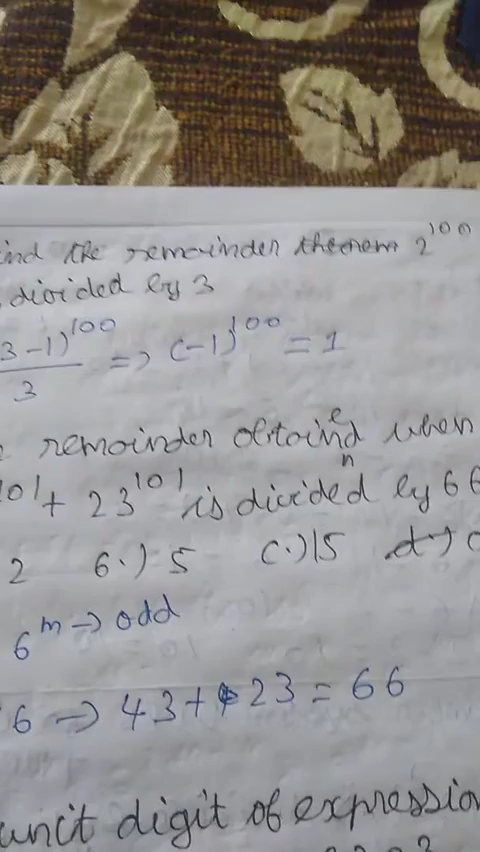 ind the remainder theorem 2^100
divided by 3
3-1)^100 / 3 => (-1)^100 = 1
remainder obtained when
101 + 23^101 is divided by 66
2 b.) 5 c.) 15 d)
6^m → odd
6 → 43 + 23 = 66
unit digit of expression